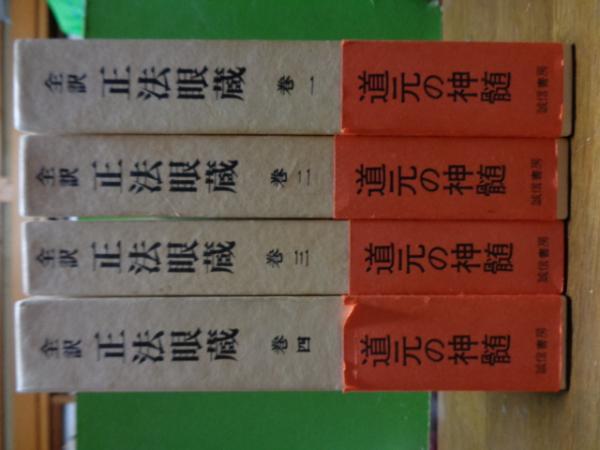 全訳 正法眼蔵 巻一
道元の神髄
誠信書房
全訳 正法眼蔵 巻二
道元の神髄
誠信書房
全訳 正法眼蔵 巻三
道元の神髄
誠信書房
全訳 正法眼蔵 巻四
道元の神髄
誠信書房